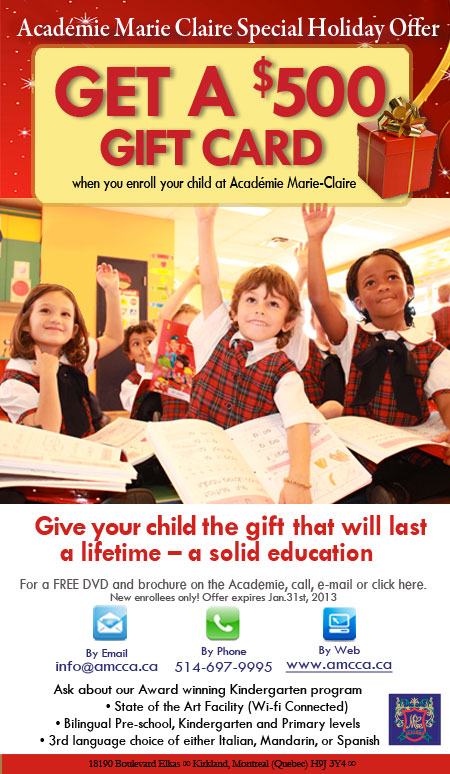 Académie Marie Claire Special Holiday Offer
GET A $500
GIFT CARD
when you enroll your child at Académie Marie-Claire
Give your child the gift that will last
a lifetime – a solid education
For a FREE DVD and brochure on the Academie, call, e-mail or click here.
New enrollees only! Offer expires Jan.31st, 2013
By Email
info@amcca.ca
By Phone
514-697-9995
By Web
www.amcca.ca
Ask about our Award winning Kindergarten program
• State of the Art Facility (Wi-fi Connected)
• Bilingual Pre-school, Kindergarten and Primary levels
• 3rd language choice of either Italian, Mandarin, or Spanish
18190 Boulevard Elkas ∞ Kirkland, Montreal (Quebec) H9J 3Y4 ∞